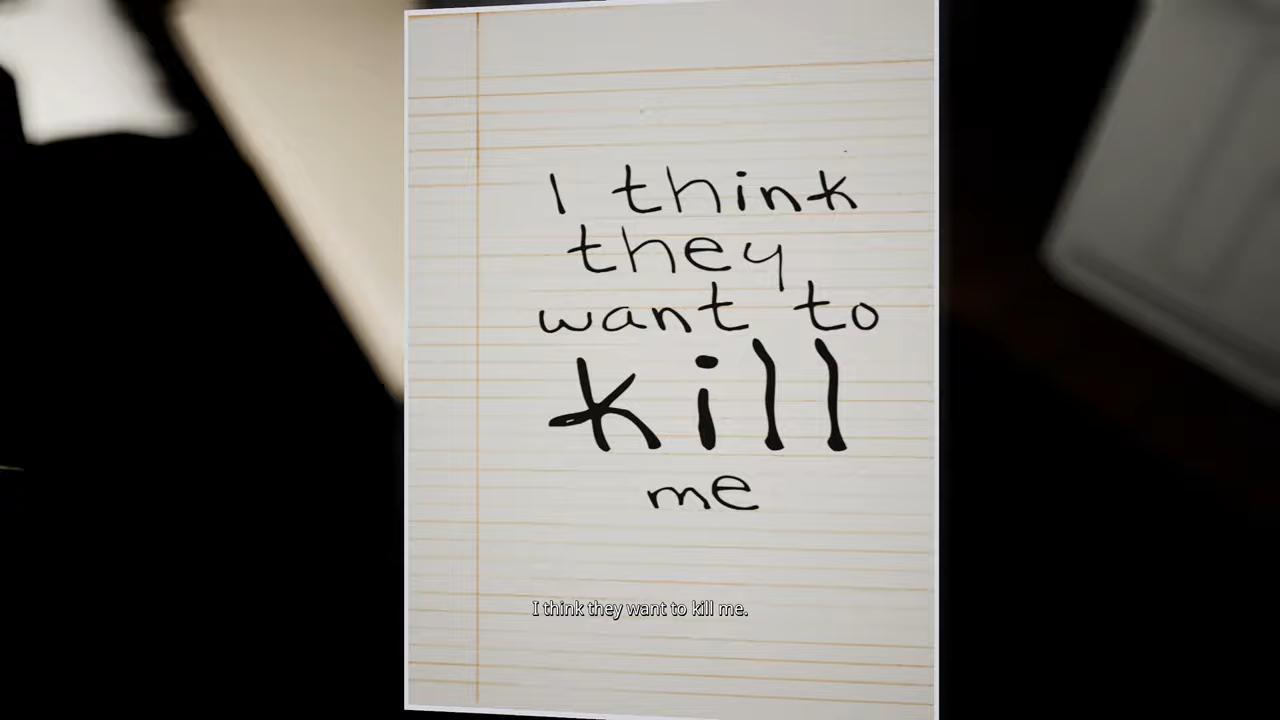 I think
they
want to
kill
me
I think they want to kill me.